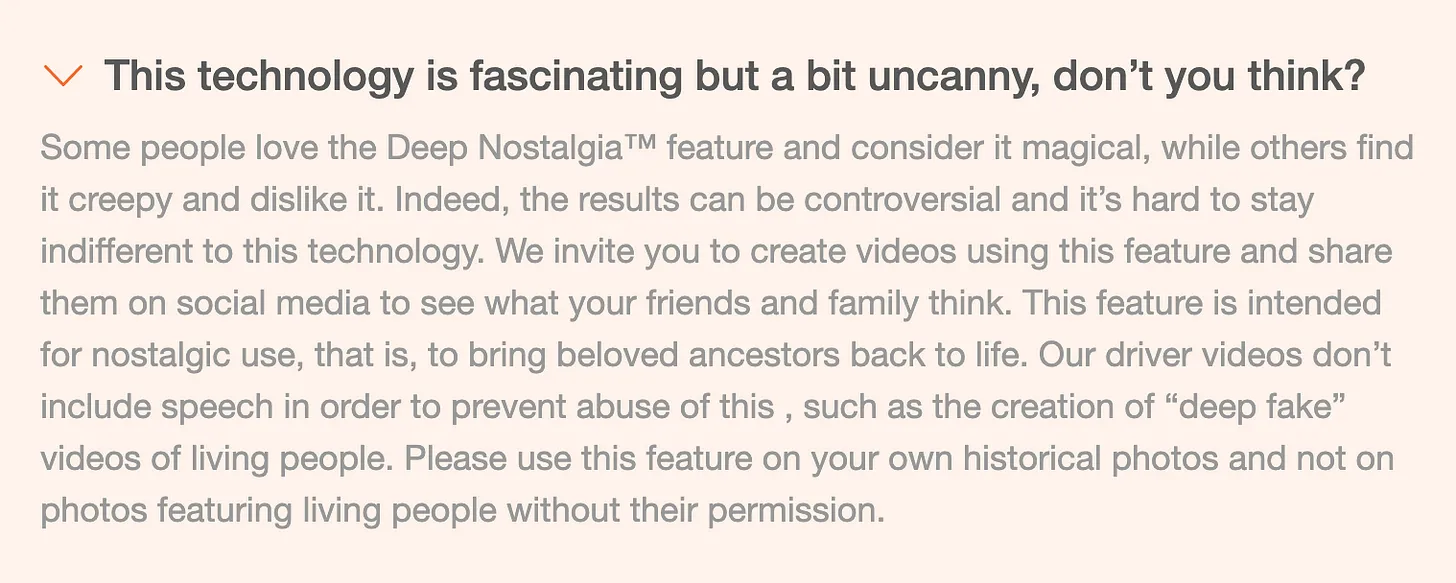 This technology is fascinating but a bit uncanny, don’t you think?
Some people love the Deep Nostalgia™ feature and consider it magical, while others find
it creepy and dislike it. Indeed, the results can be controversial and it’s hard to stay
indifferent to this technology. We invite you to create videos using this feature and share
them on social media to see what your friends and family think. This feature is intended
for nostalgic use, that is, to bring beloved ancestors back to life. Our driver videos don’t
include speech in order to prevent abuse of this , such as the creation of “deep fake”
videos of living people. Please use this feature on your own historical photos and not on
photos featuring living people without their permission.